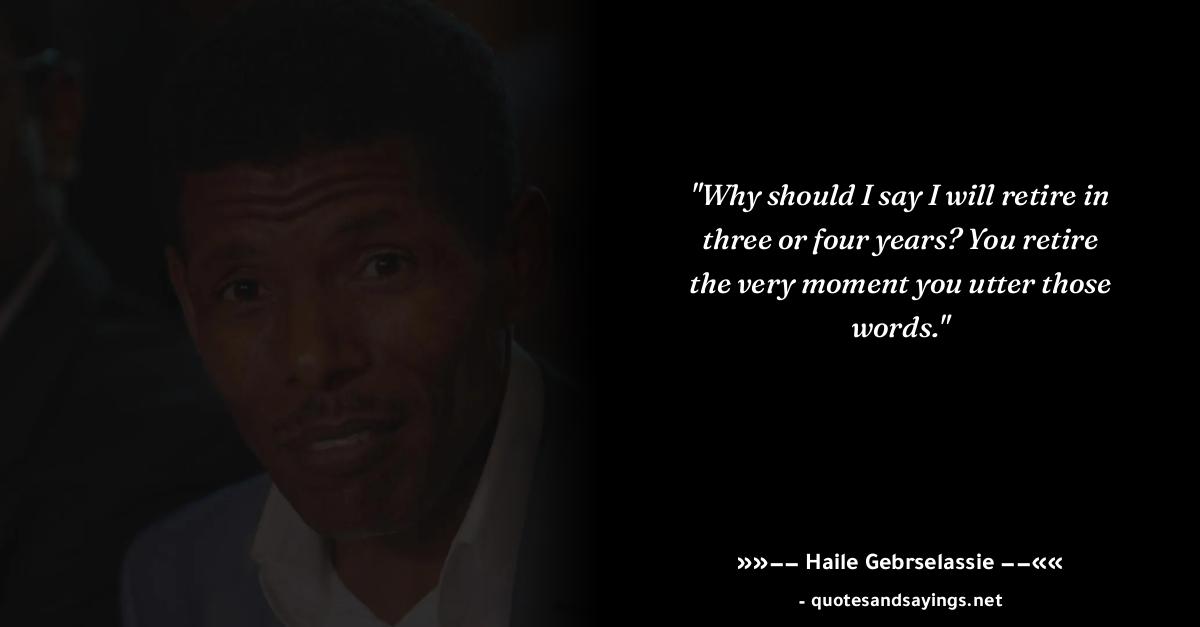 "Why should I say I will retire in
three or four years? You retire
the very moment you utter those
words."
»»−− Haile Gebrselassie −−««
- quotesandsayings.net